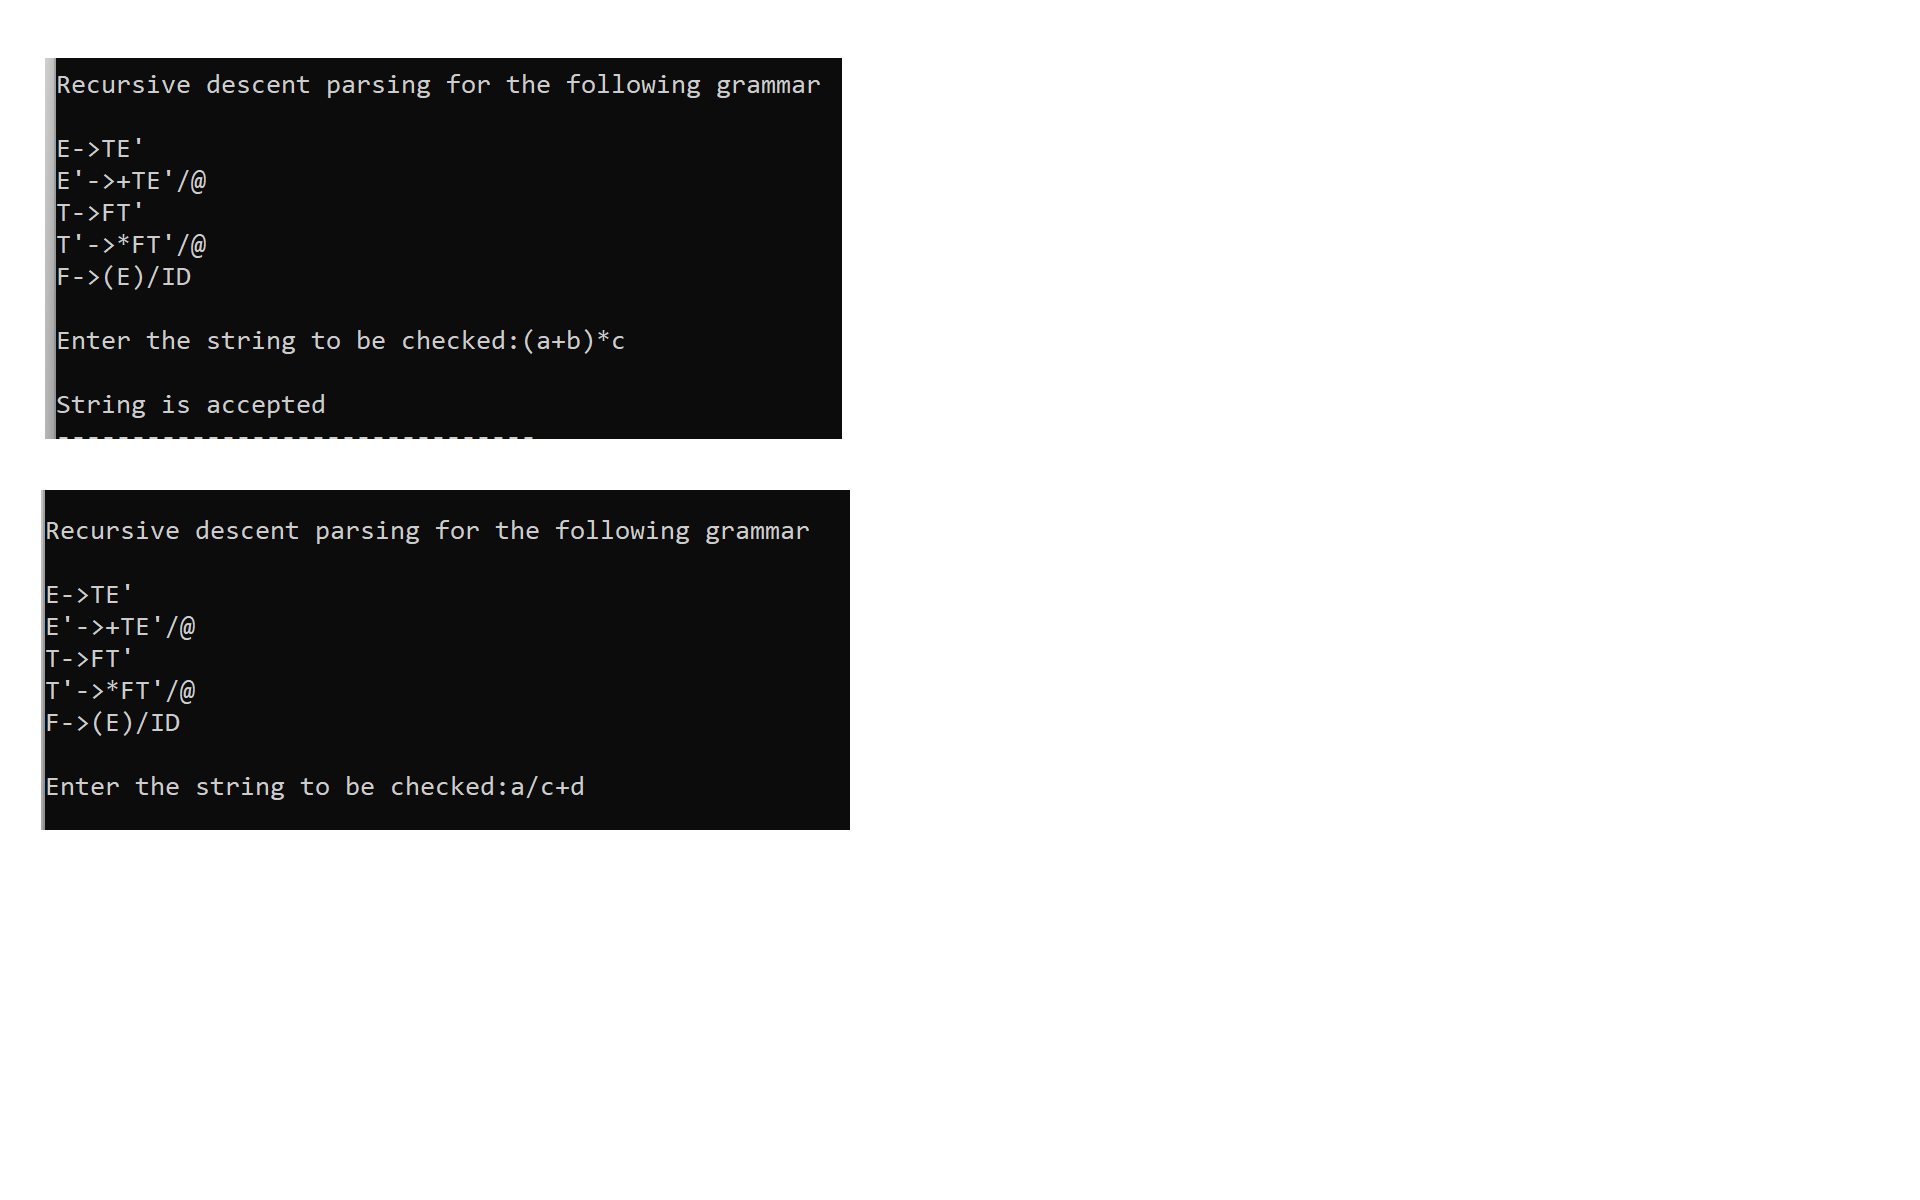 Recursive descent parsing for the following grammar
E->TE'
E'->+TE'/@
T->FT'
T'->*FT'/@
F->(E)/ID
Enter the string to be checked:(a+b)*c
String is accepted
--------------------------------
Recursive descent parsing for the following grammar
E->TE'
E'->+TE'/@
T->FT'
T'->*FT'/@
F->(E)/ID
Enter the string to be checked:a/c+d